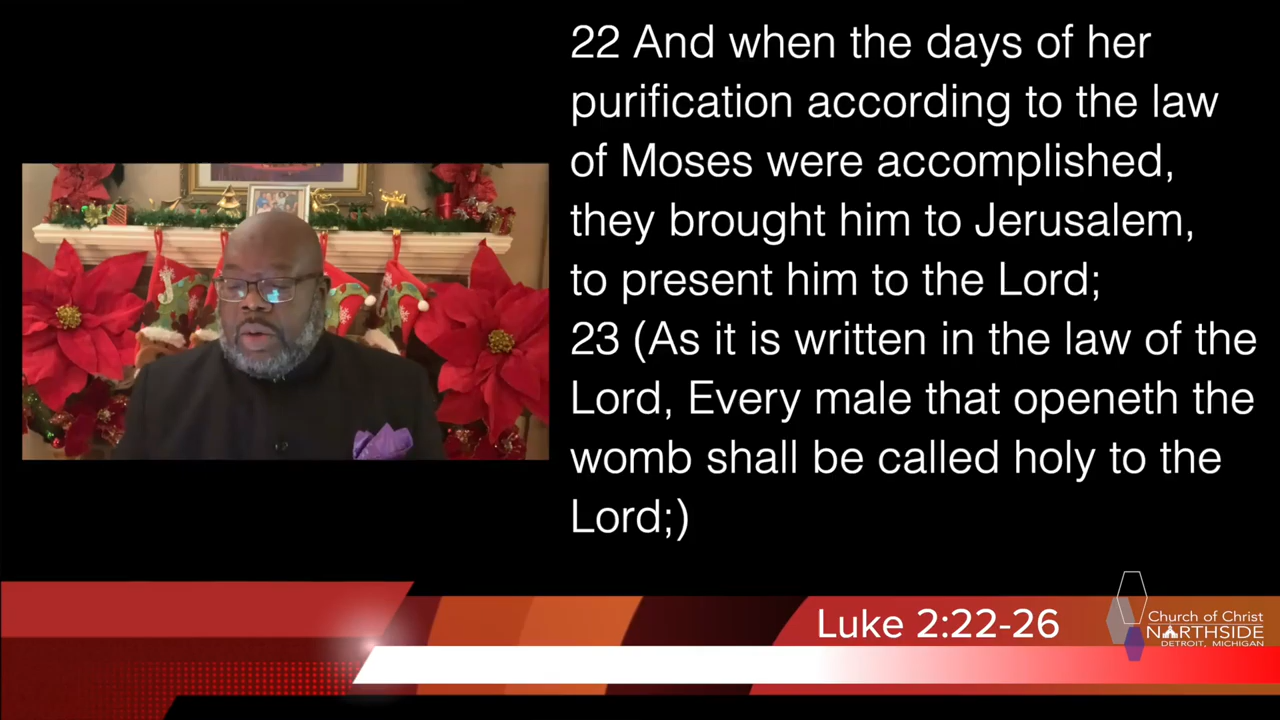 22 And when the days of her
purification according to the law
of Moses were accomplished,
they brought him to Jerusalem,
to present him to the Lord;
23 (As it is written in the law of the
Lord, Every male that openeth the
womb shall be called holy to the
Lord;)
Luke 2:22-26
Church of Christ
NORTHSIDE
DETROIT, MICHIGAN